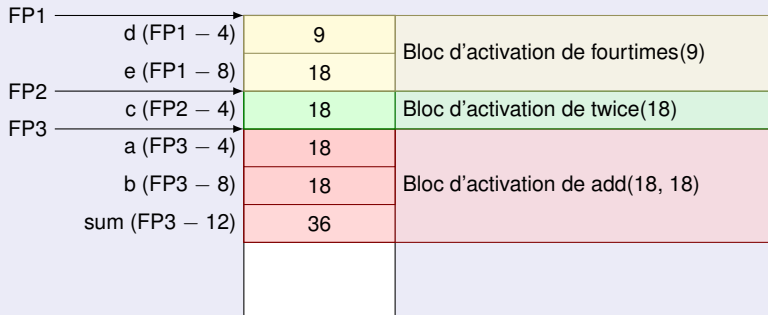 FP1
d (FP1 − 4) 9
Bloc d'activation de fourtimes(9)
e (FP1 − 8) 18
FP2
c (FP2 − 4) 18 Bloc d'activation de twice(18)
FP3
a (FP3 − 4) 18
b (FP3 − 8) 18 Bloc d'activation de add(18, 18)
sum (FP3 − 12) 36